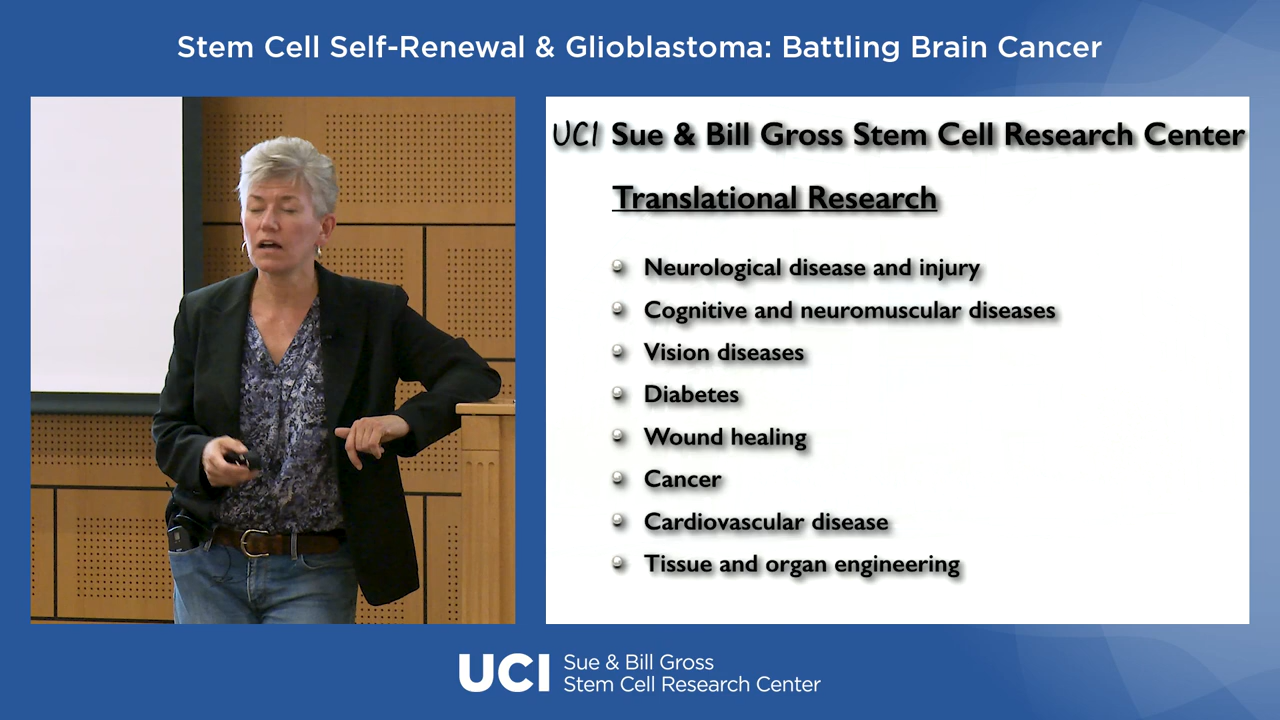 Stem Cell Self-Renewal & Glioblastoma: Battling Brain Cancer
UCI Sue & Bill Gross Stem Cell Research Center
Translational Research
Neurological disease and injury
Cognitive and neuromuscular diseases
Vision diseases
Diabetes
Wound healing
Cancer
Cardiovascular disease
Tissue and organ engineering
UCI
Sue & Bill Gross
Stem Cell Research Center